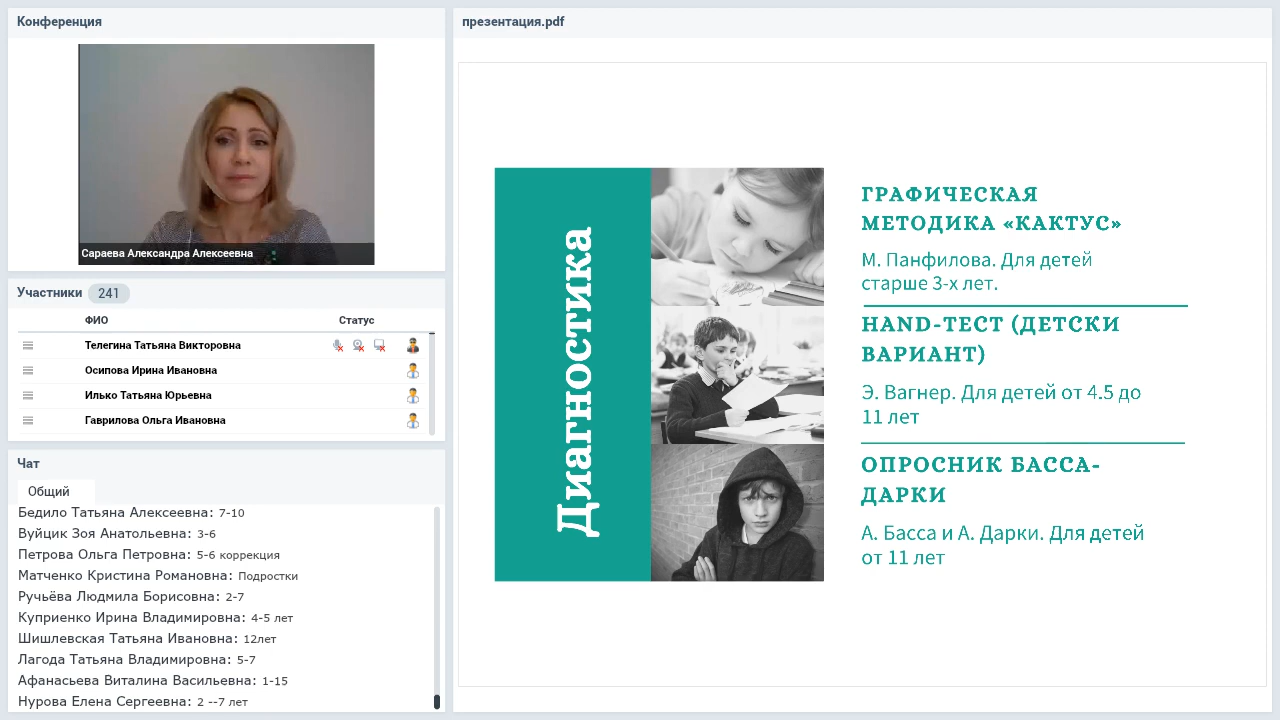 Конференция
Сараева Александра Алексеевна
Участники 241
ФИО Статус
Телегина Татьяна Викторовна
Осипова Ирина Ивановна
Илько Татьяна Юрьевна
Гаврилова Ольга Ивановна
Чат
Общий
Бедило Татьяна Алексеевна: 7-10
Вуйцик Зоя Анатольевна: 3-6
Петрова Ольга Петровна: 5-6 коррекция
Матченко Кристина Романовна: Подростки
Ручьёва Людмила Борисовна: 2-7
Куприенко Ирина Владимировна: 4-5 лет
Шишлевская Татьяна Ивановна: 12лет
Лагода Татьяна Владимировна: 5-7
Афанасьева Виталина Васильевна: 1-15
Нурова Елена Сергеевна: 2 --7 лет
презентация.pdf
Диагностика
ГРАФИЧЕСКАЯ
МЕТОДИКА «КАКТУС»
М. Панфилова. Для детей
старше 3-х лет.
HAND-ТЕСТ (ДЕТСКИ
ВАРИАНТ)
Э. Вагнер. Для детей от 4.5 до
11 лет
ОПРОСНИК БАССА-
ДАРКИ
А. Басса и А. Дарки. Для детей
от 11 лет